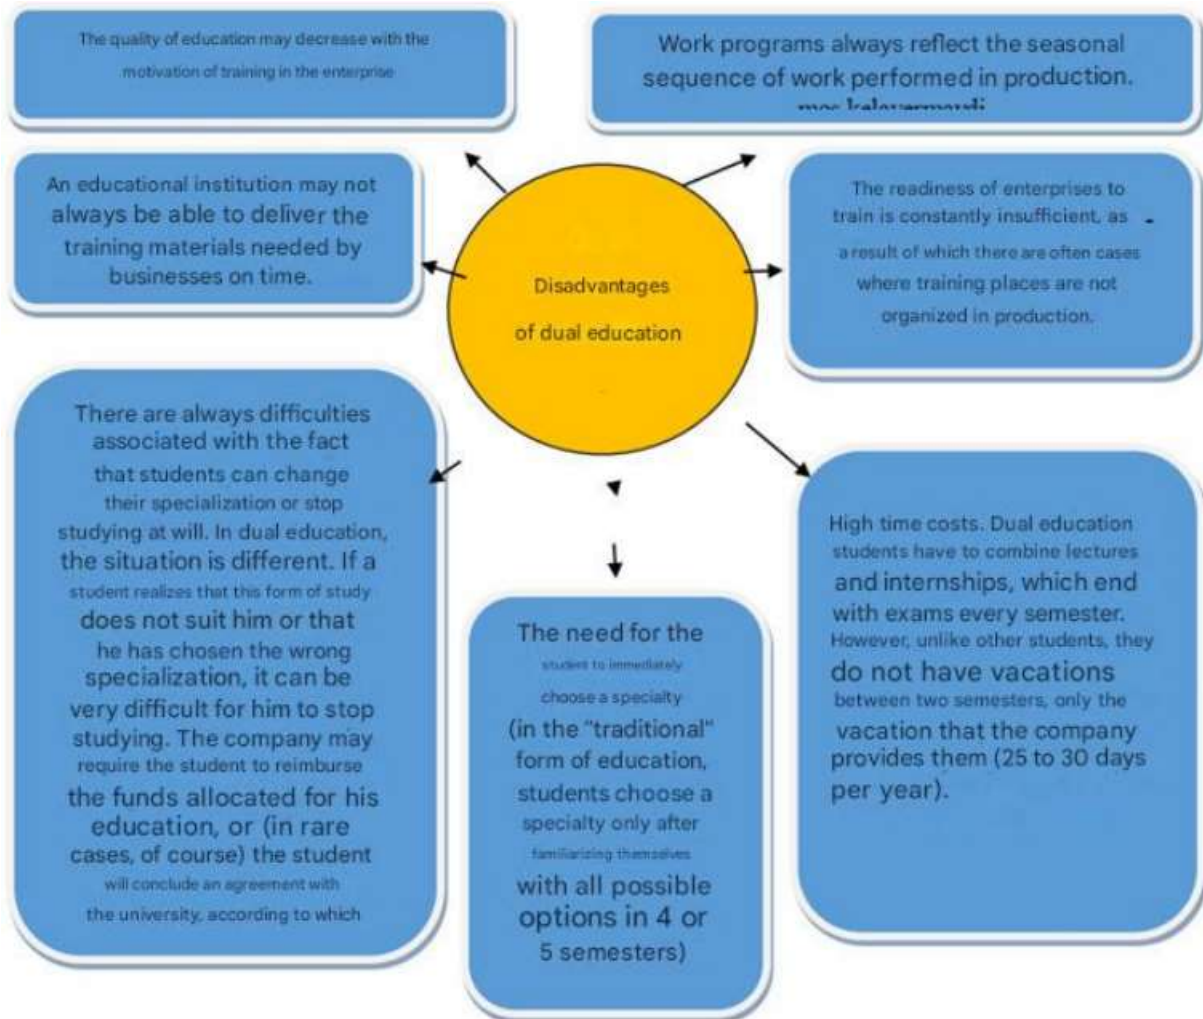 The quality of education may decrease with the
motivation of training in the enterprise
Work programs always reflect the seasonal
sequence of work performed in production.
An educational institution may not
always be able to deliver the
training materials needed by
businesses on time.
The readiness of enterprises to
train is constantly insufficient, as
a result of which there are often cases
where training places are not
organized in production.
Disadvantages
of dual education
There are always difficulties
associated with the fact
that students can change
their specialization or stop
studying at will. In dual education,
the situation is different. If a
student realizes that this form of study
does not suit him or that
he has chosen the wrong
specialization, it can be
very difficult for him to stop
studying. The company may
require the student to reimburse
the funds allocated for his
education, or (in rare
cases, of course) the student
will conclude an agreement with
the university, according to which
The need for the
student to immediately
choose a specialty
(in the "traditional"
form of education,
students choose a
specialty only after
familiarizing themselves
with all possible
options in 4 or
5 semesters)
High time costs. Dual education
students have to combine lectures
and internships, which end
with exams every semester.
However, unlike other students, they
do not have vacations
between two semesters, only the
vacation that the company
provides them (25 to 30 days
per year).